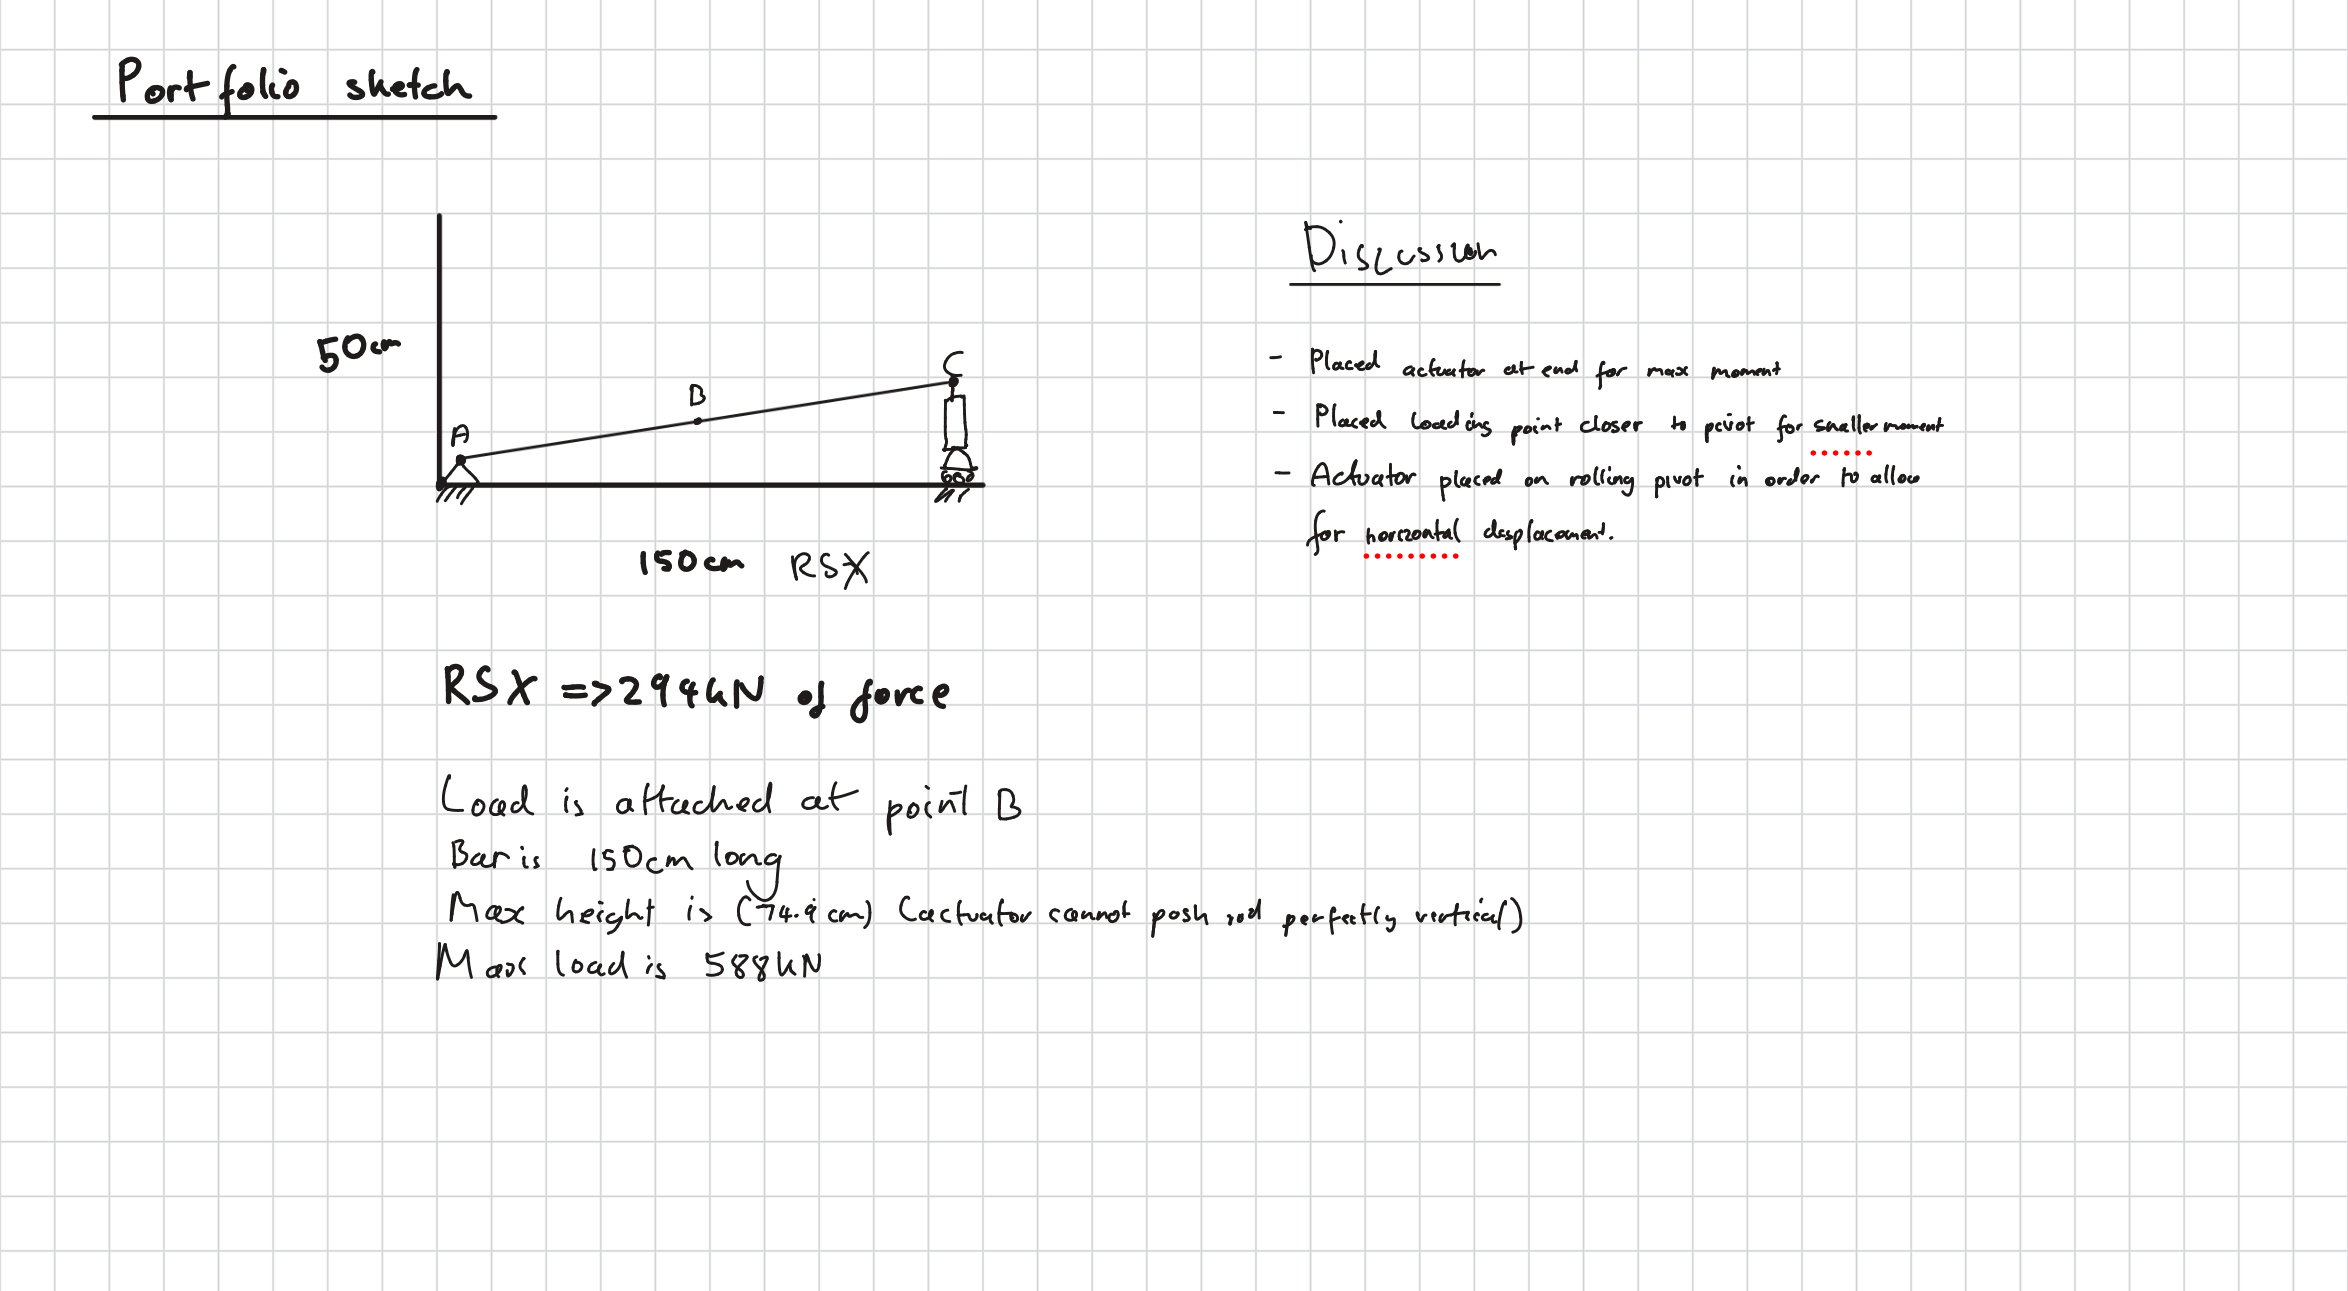 Portfolio sketch
50cm
A
B
C
150cm RSX
RSX => 294kN of force
Load is attached at point B
Bar is 150cm long
Max height is (74.9cm) (actuator cannot posh rod perfectly vertical)
Max load is 588kN
Discussion
- Placed actuator at end for max moment
- Placed loading point closer to pivot for smaller moment
- Actuator placed on rolling pivot in order to allow
for horizontal displacement.